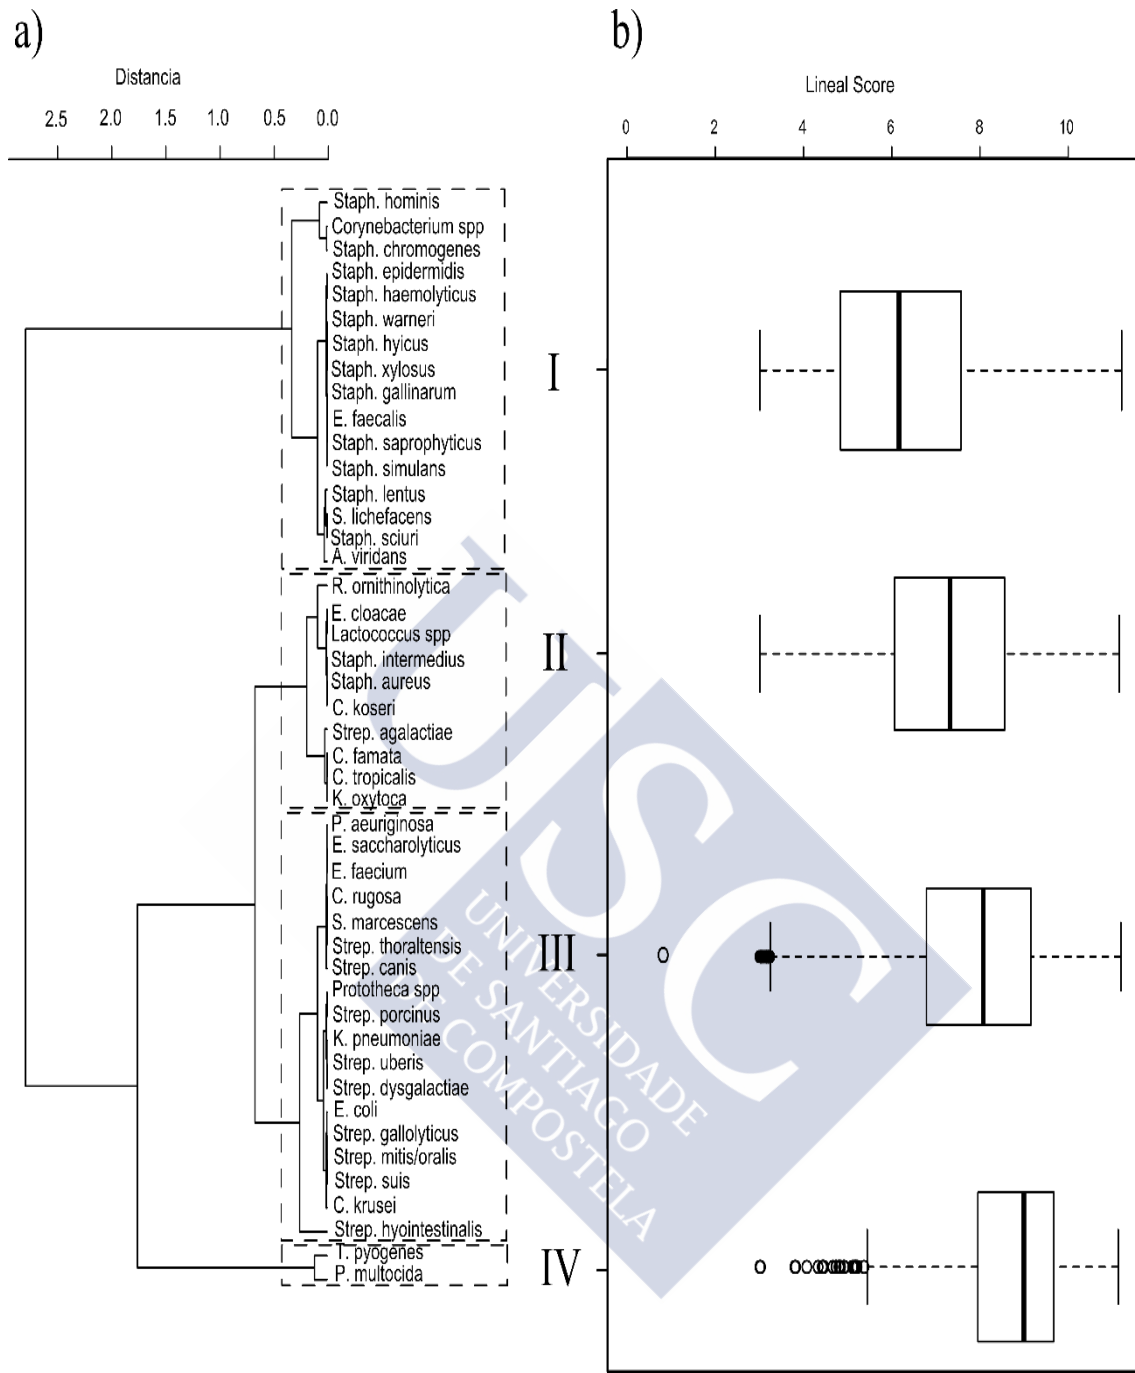 a)
b)
Distancia
2.5 2.0 1.5 1.0 0.5 0.0
Lineal Score
0 2 4 6 8 10
Staph. hominis
Corynebacterium spp
Staph. chromogenes
Staph. epidermidis
Staph. haemolyticus
Staph. warneri
Staph. hyicus
Staph. xylosus
Staph. gallinarum
E. faecalis
Staph. saprophyticus
Staph. simulans
Staph. lentus
S. lichefacens
Staph. sciuri
A. viridans
I
R. ornithinolytica
E. cloacae
Lactococcus spp
Staph. intermedius
Staph. aureus
C. koseri
Strep. agalactiae
C. famata
C. tropicalis
K. oxytoca
II
P. aeuriginosa
E. saccharolyticus
E. faecium
C. rugosa
S. marcescens
Strep. thoraltensis
Strep. canis
Prototheca spp
Strep. porcinus
K. pneumoniae
Strep. uberis
Strep. dysgalactiae
E. coli
Strep. gallolyticus
Strep. mitis/oralis
Strep. suis
C. krusei
Strep. hyointestinalis
III
T. pyogenes
P. multocida
IV
USC
UNIVERSIDADE
DE SANTIAGO
DE COMPOSTELA